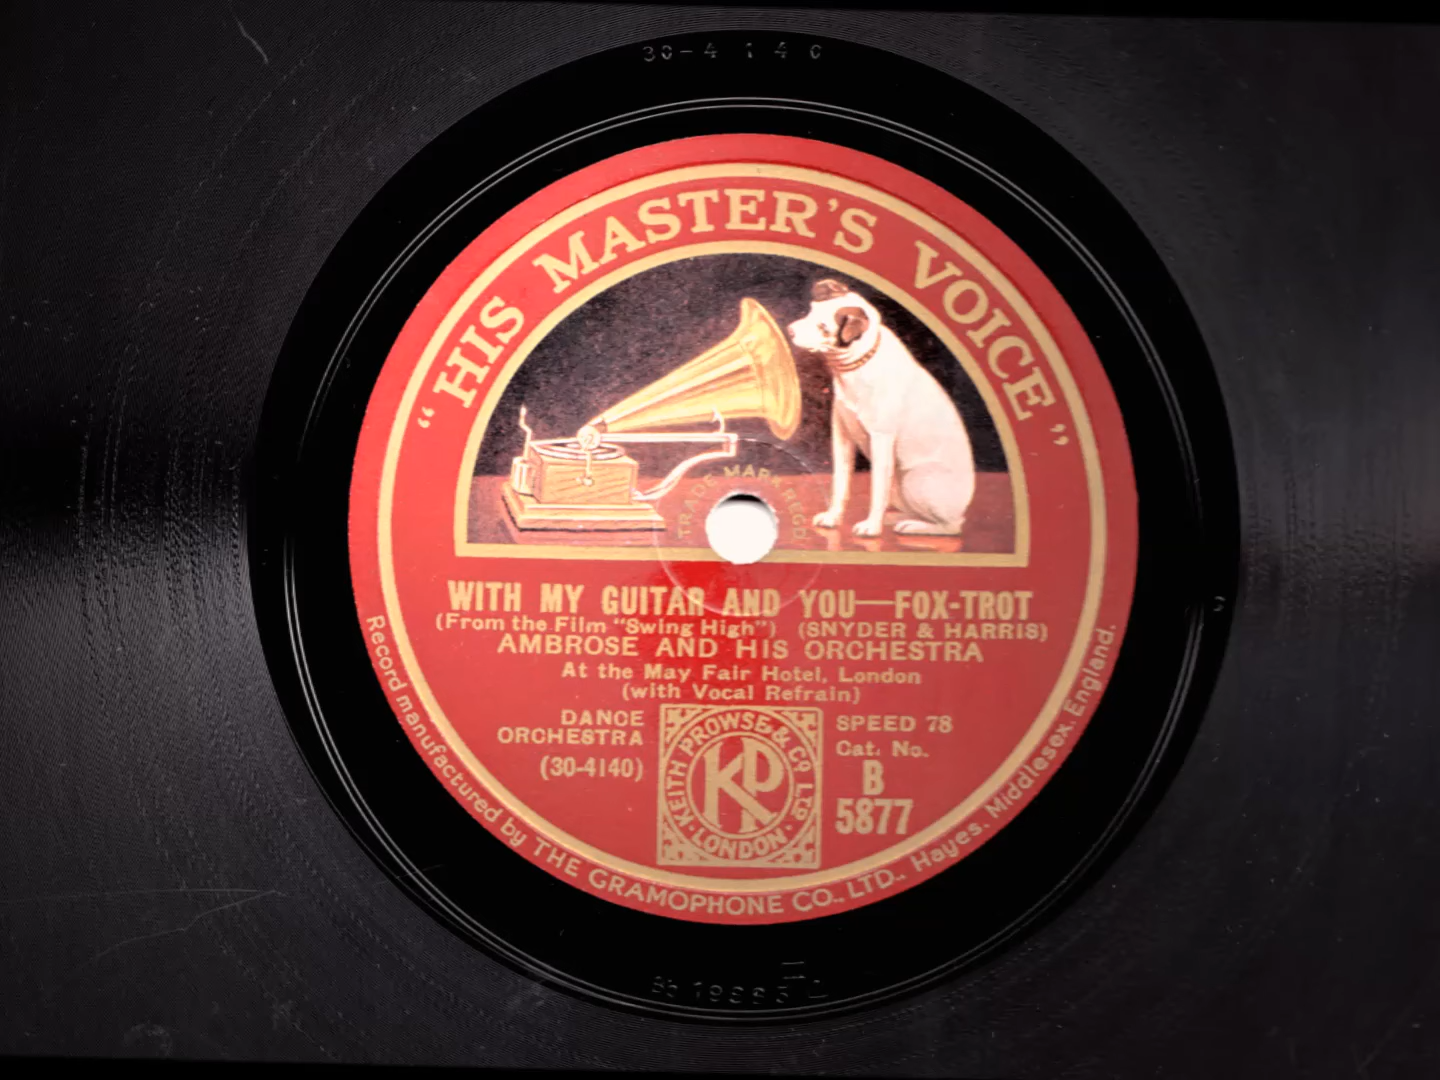 30-4140
"HIS MASTER'S VOICE"
TRADE MARK REGD
WITH MY GUITAR AND YOU—FOX-TROT
(From the Film "Swing High") (SNYDER & HARRIS)
AMBROSE AND HIS ORCHESTRA
At the May Fair Hotel, London
(with Vocal Refrain)
DANCE
ORCHESTRA
(30-4140)
KEITH PROWSE & CO LTD.
KP
LONDON
SPEED 78
Cat. No.
B
5877
Record manufactured by THE GRAMOPHONE CO., LTD., Hayes, Middlesex, England.